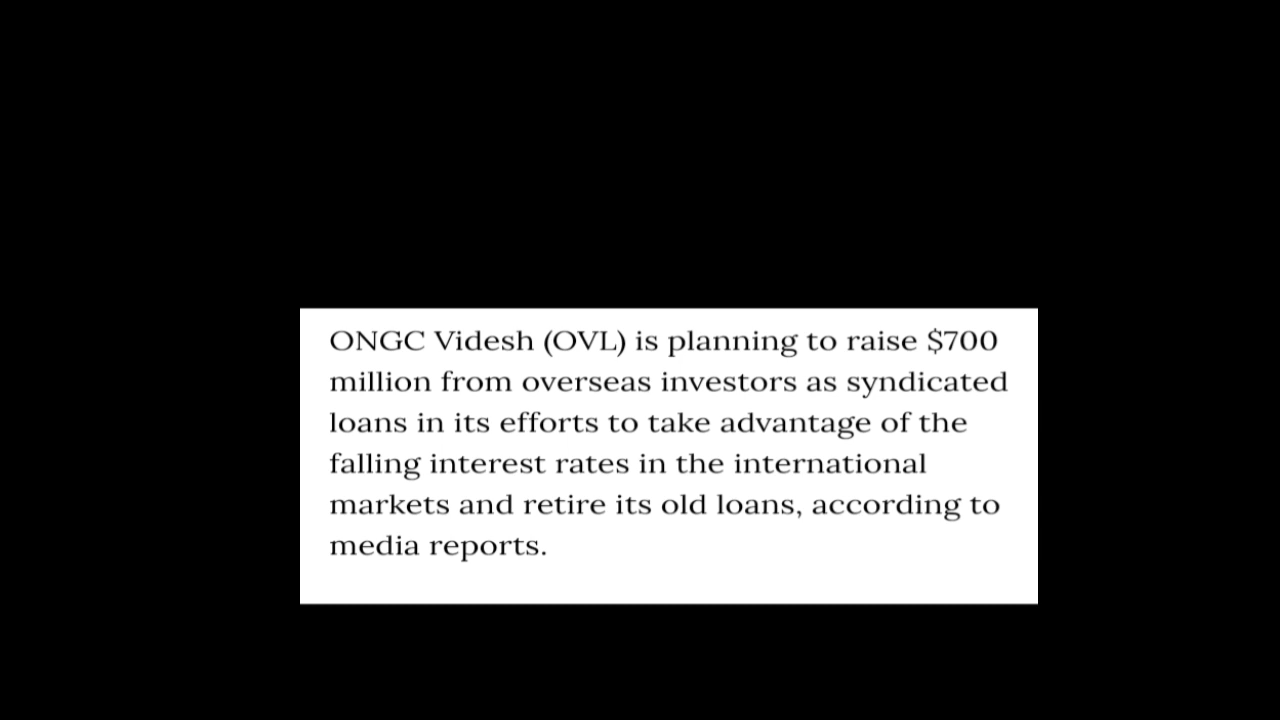 ONGC Videsh (OVL) is planning to raise $700
million from overseas investors as syndicated
loans in its efforts to take advantage of the
falling interest rates in the international
markets and retire its old loans, according to
media reports.